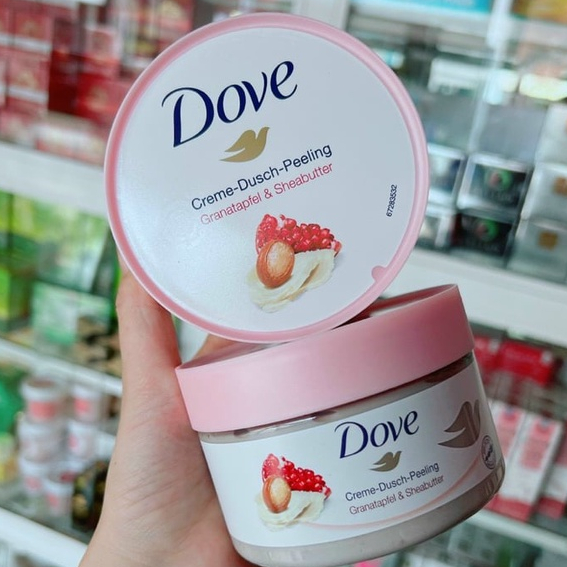 Dove
Creme-Dusch-Peeling
Granatapfel & Sheabutter
67283532
Dove
Creme-Dusch-Peeling
Granatapfel & Sheabutter